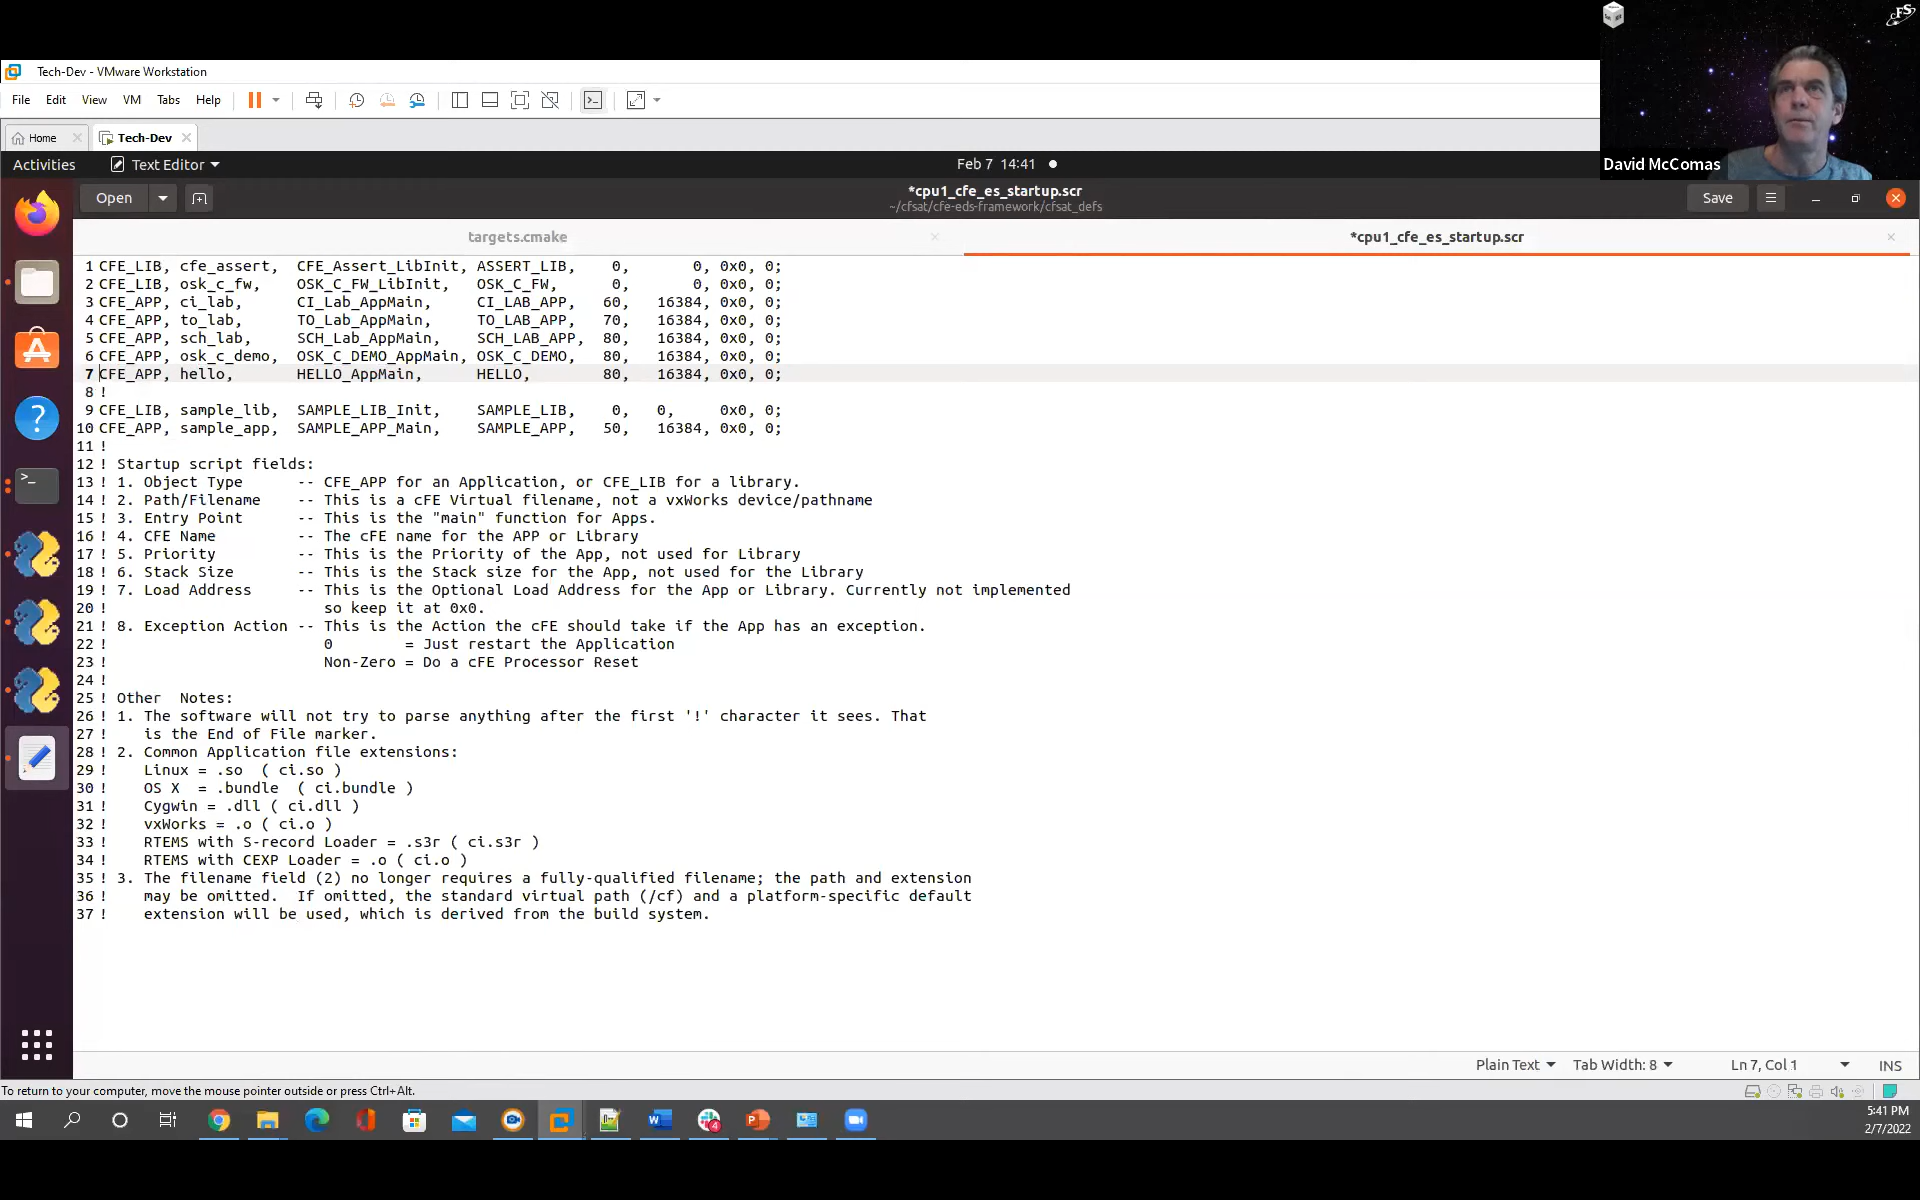 Tech-Dev - VMware Workstation
File Edit View VM Tabs Help
Home Tech-Dev
Activities Text Editor Feb 7 14:41
Open *cpu1_cfe_es_startup.scr Save
~/cfsat/cfe-eds-framework/cfsat_defs
targets.cmake *cpu1_cfe_es_startup.scr
David McComas
1 CFE_LIB, cfe_assert,  CFE_Assert_LibInit, ASSERT_LIB,    0,       0, 0x0, 0;
2 CFE_LIB, osk_c_fw,    OSK_C_FW_LibInit,   OSK_C_FW,      0,       0, 0x0, 0;
3 CFE_APP, ci_lab,      CI_Lab_AppMain,     CI_LAB_APP,   60,   16384, 0x0, 0;
4 CFE_APP, to_lab,      TO_Lab_AppMain,     TO_LAB_APP,   70,   16384, 0x0, 0;
5 CFE_APP, sch_lab,     SCH_Lab_AppMain,    SCH_LAB_APP,  80,   16384, 0x0, 0;
6 CFE_APP, osk_c_demo,  OSK_C_DEMO_AppMain, OSK_C_DEMO,   80,   16384, 0x0, 0;
7 CFE_APP, hello,       HELLO_AppMain,      HELLO,        80,   16384, 0x0, 0;
8 !
9 CFE_LIB, sample_lib,  SAMPLE_LIB_Init,    SAMPLE_LIB,    0,   0,     0x0, 0;
10 CFE_APP, sample_app,  SAMPLE_APP_Main,    SAMPLE_APP,   50,   16384, 0x0, 0;
11 !
12 ! Startup script fields:
13 ! 1. Object Type      -- CFE_APP for an Application, or CFE_LIB for a library.
14 ! 2. Path/Filename    -- This is a cFE Virtual filename, not a vxWorks device/pathname
15 ! 3. Entry Point      -- This is the "main" function for Apps.
16 ! 4. CFE Name         -- The cFE name for the APP or Library
17 ! 5. Priority         -- This is the Priority of the App, not used for Library
18 ! 6. Stack Size       -- This is the Stack size for the App, not used for the Library
19 ! 7. Load Address     -- This is the Optional Load Address for the App or Library. Currently not implemented
20 !                        so keep it at 0x0.
21 ! 8. Exception Action -- This is the Action the cFE should take if the App has an exception.
22 !                        0        = Just restart the Application
23 !                        Non-Zero = Do a cFE Processor Reset
24 !
25 ! Other  Notes:
26 ! 1. The software will not try to parse anything after the first '!' character it sees. That
27 !    is the End of File marker.
28 ! 2. Common Application file extensions:
29 !    Linux = .so  ( ci.so )
30 !    OS X  = .bundle  ( ci.bundle )
31 !    Cygwin = .dll ( ci.dll )
32 !    vxWorks = .o ( ci.o )
33 !    RTEMS with S-record Loader = .s3r ( ci.s3r )
34 !    RTEMS with CEXP Loader = .o ( ci.o )
35 ! 3. The filename field (2) no longer requires a fully-qualified filename; the path and extension
36 !    may be omitted.  If omitted, the standard virtual path (/cf) and a platform-specific default
37 !    extension will be used, which is derived from the build system.
Plain Text Tab Width: 8 Ln 7, Col 1 INS
To return to your computer, move the mouse pointer outside or press Ctrl+Alt.
5:41 PM
2/7/2022